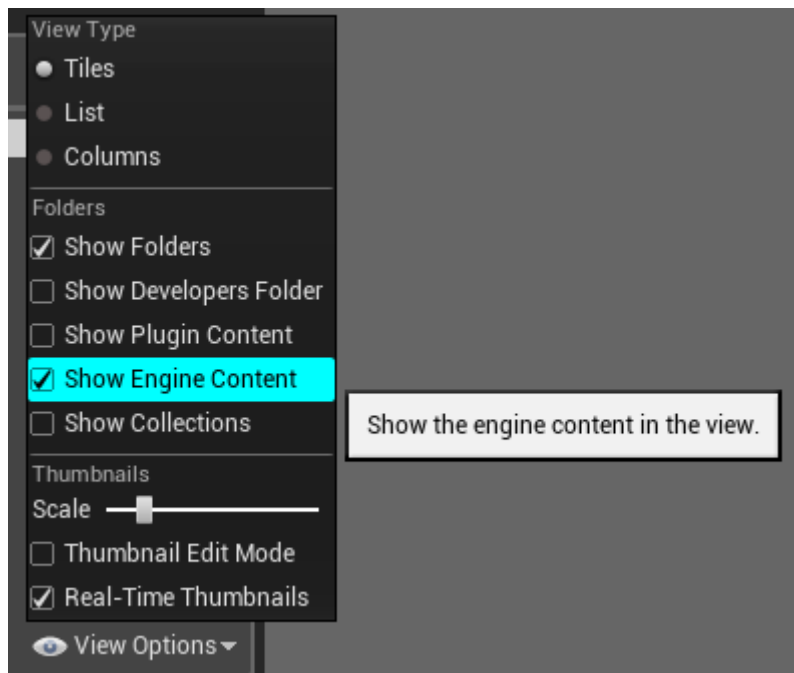 View Type
Tiles
List
Columns
Folders
Show Folders
Show Developers Folder
Show Plugin Content
Show Engine Content
Show Collections
Show the engine content in the view.
Thumbnails
Scale
Thumbnail Edit Mode
Real-Time Thumbnails
View Options